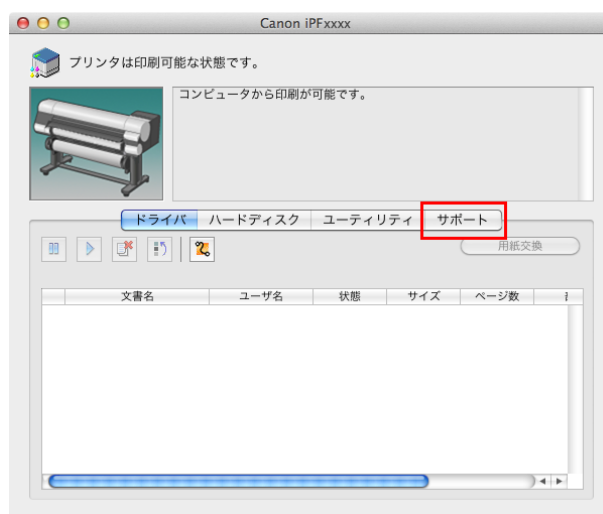 Canon iPFxxxx
プリンタは印刷可能な状態です。
コンピュータから印刷が可能です。
ドライバ ハードディスク ユーティリティ サポート
用紙交換
文書名 ユーザ名 状態 サイズ ページ数